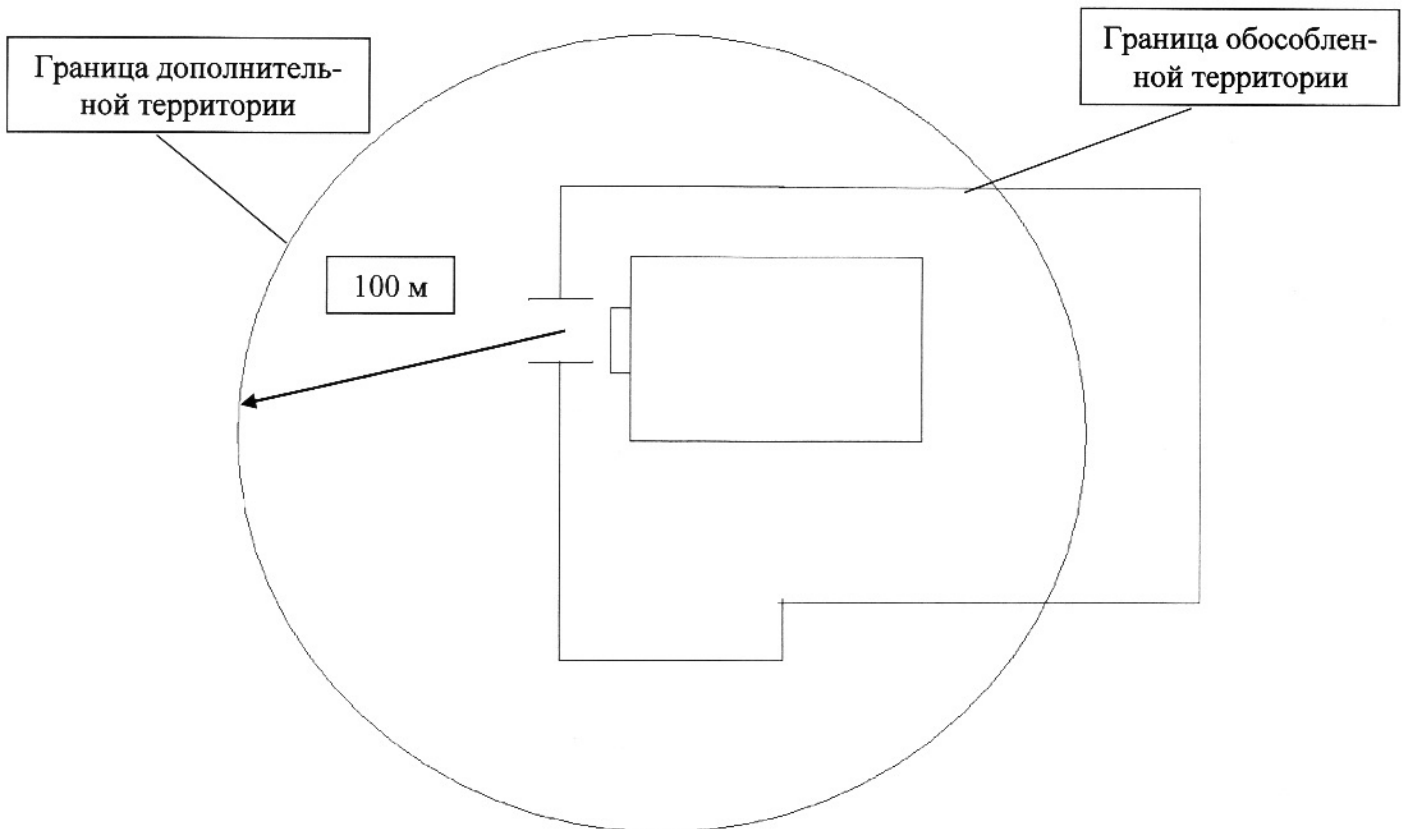 Граница дополнитель-
ной территории
Граница обособлен-
ной территории
100 м